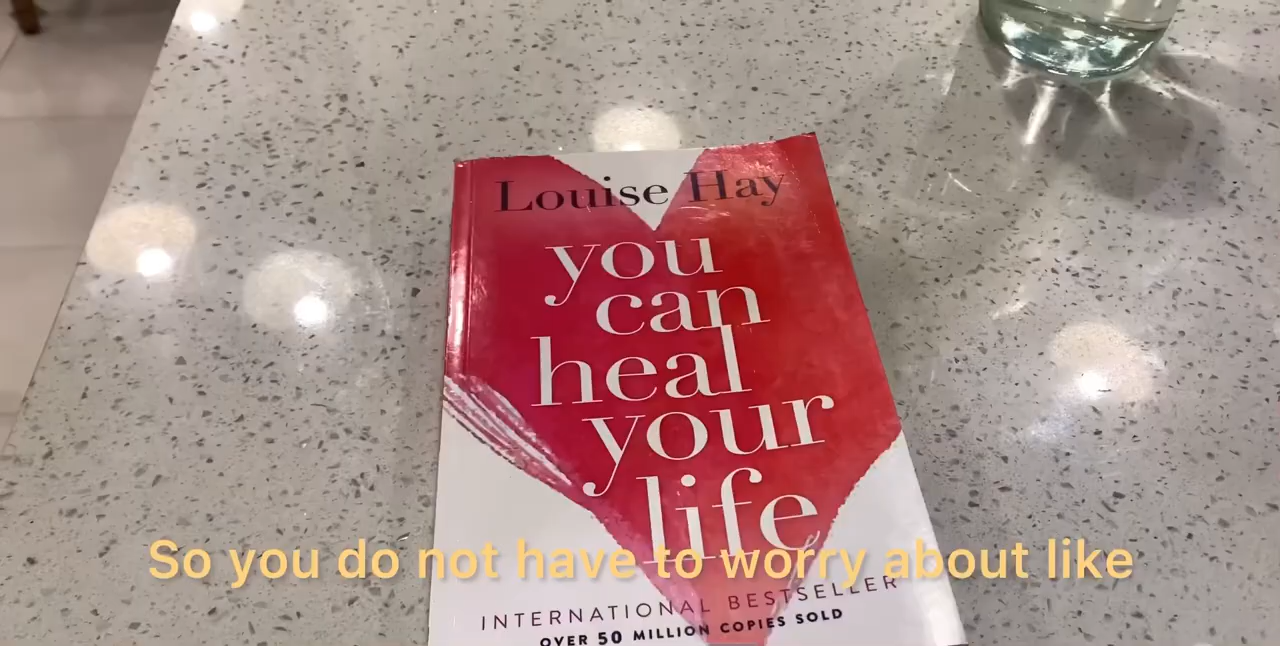 Louise Hay
you
can
heal
your
life
So you do not have to worry about like
INTERNATIONAL BESTSELLER
OVER 50 MILLION COPIES SOLD